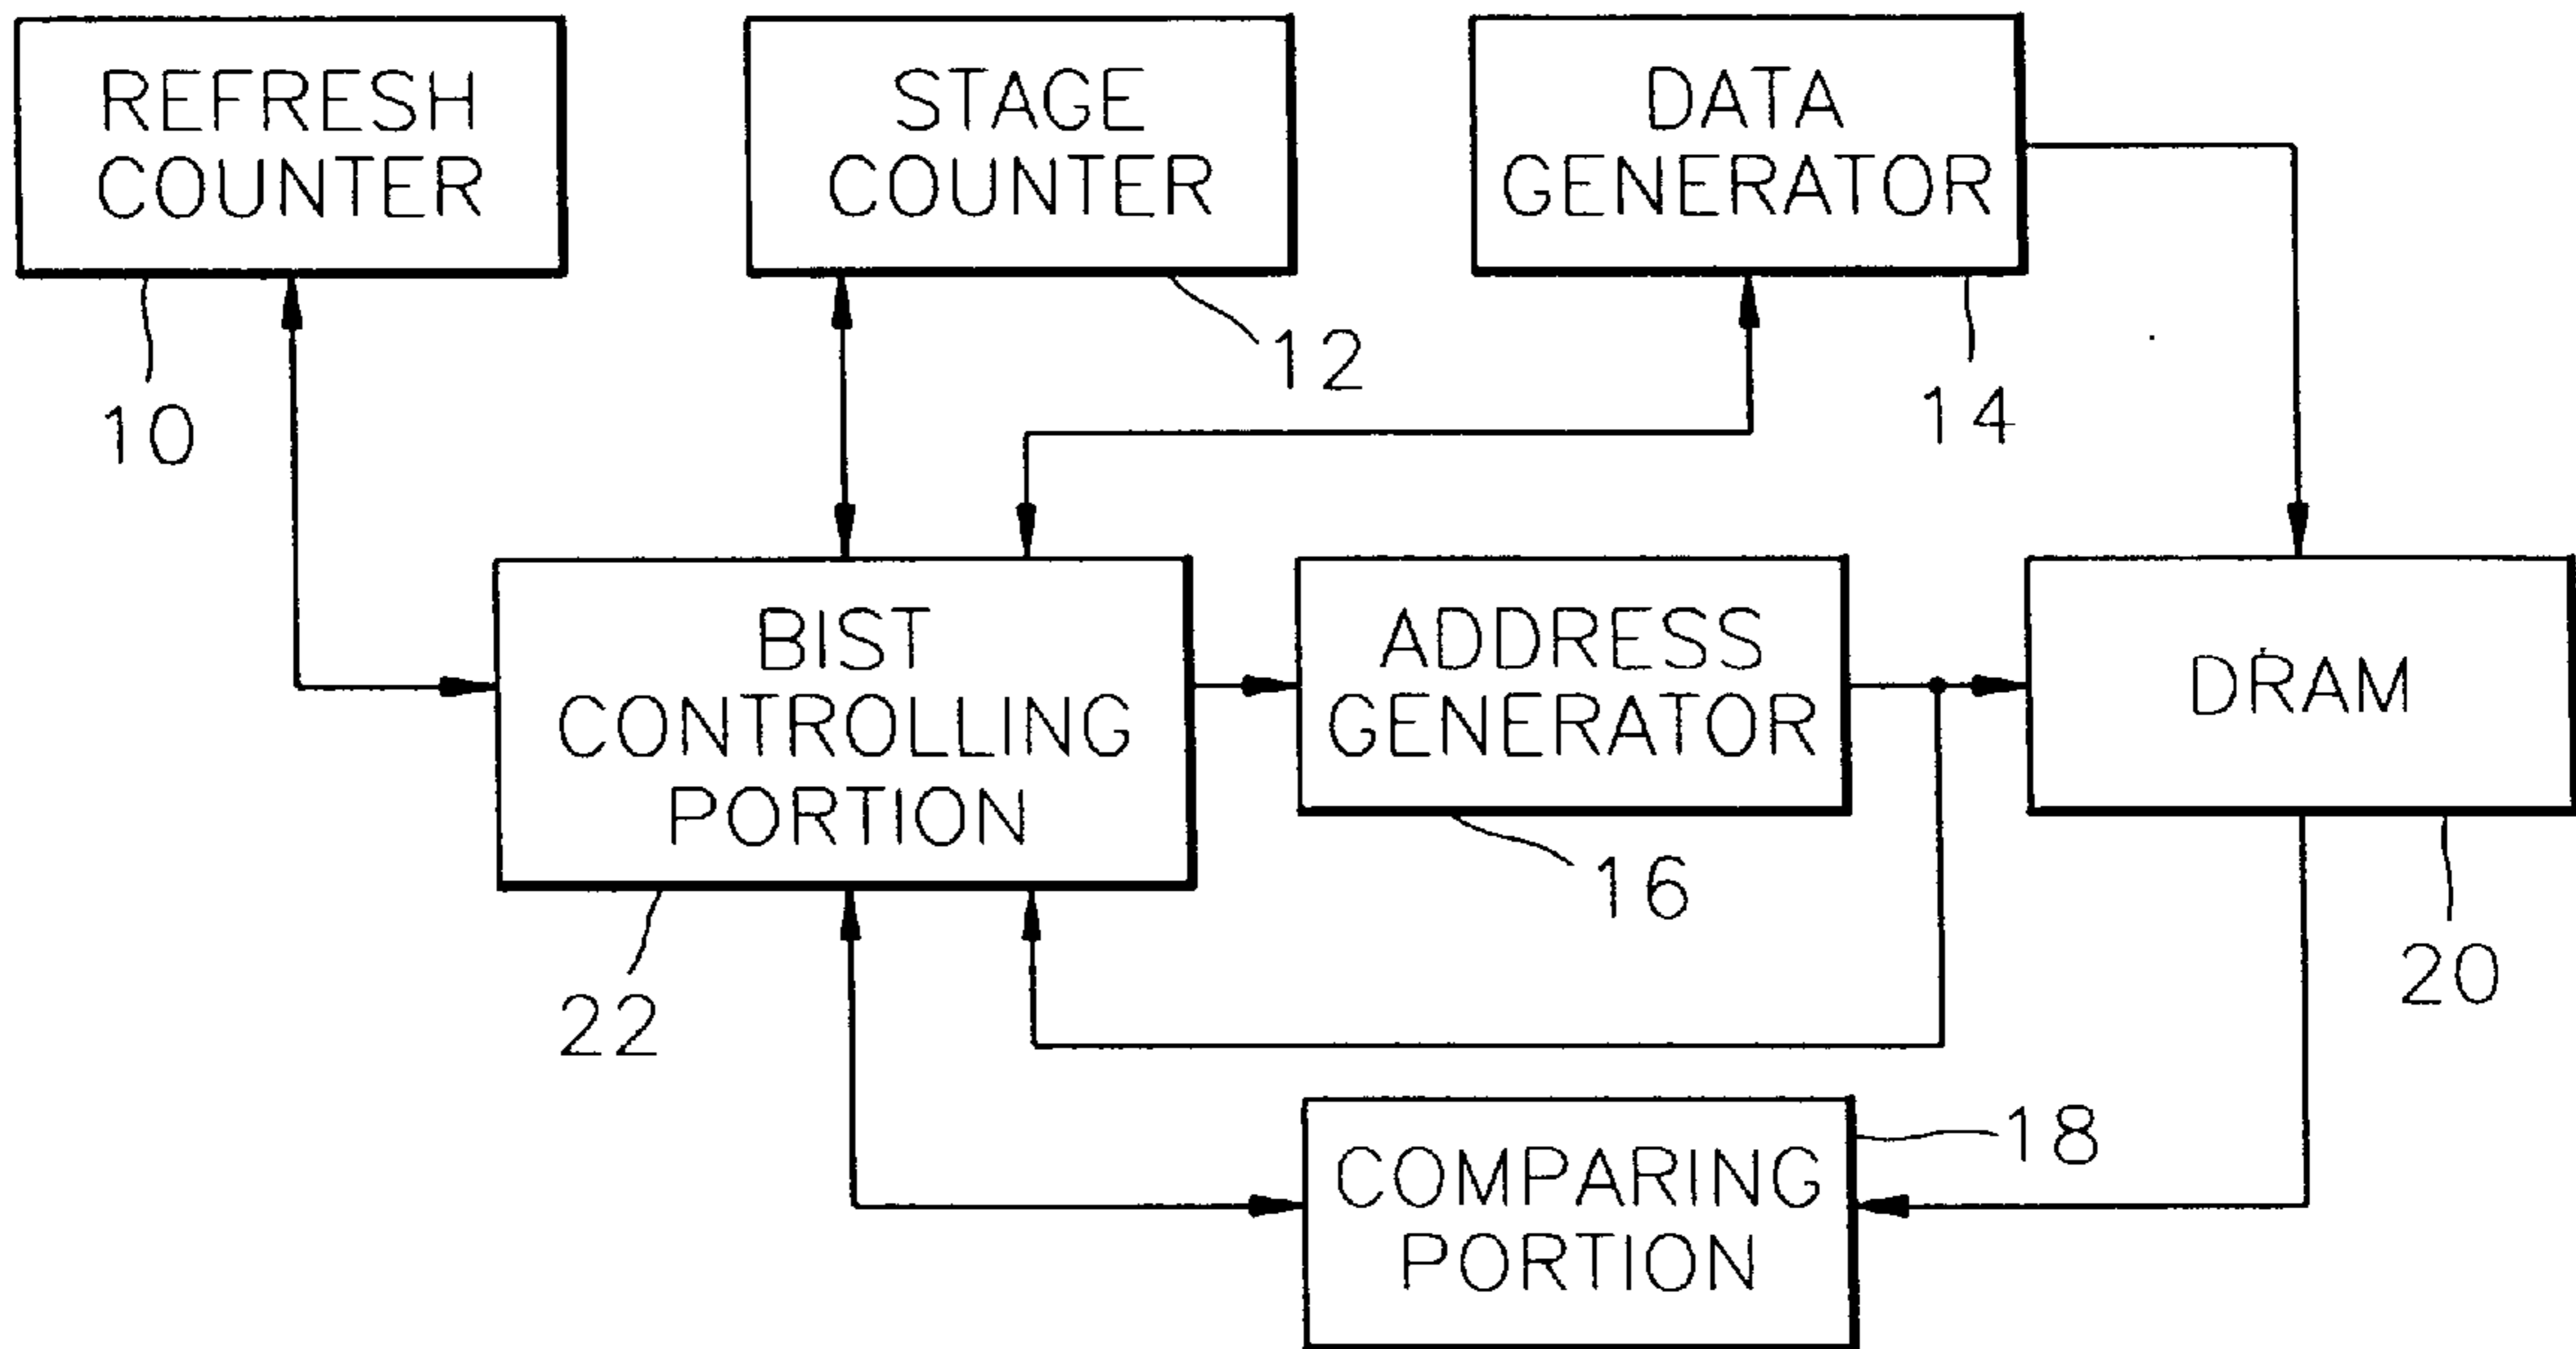 REFRESH
COUNTER
STAGE
COUNTER
DATA
GENERATOR
10
12
14
BIST
CONTROLLING
PORTION
ADDRESS
GENERATOR
DRAM
16
20
22
18
COMPARING
PORTION